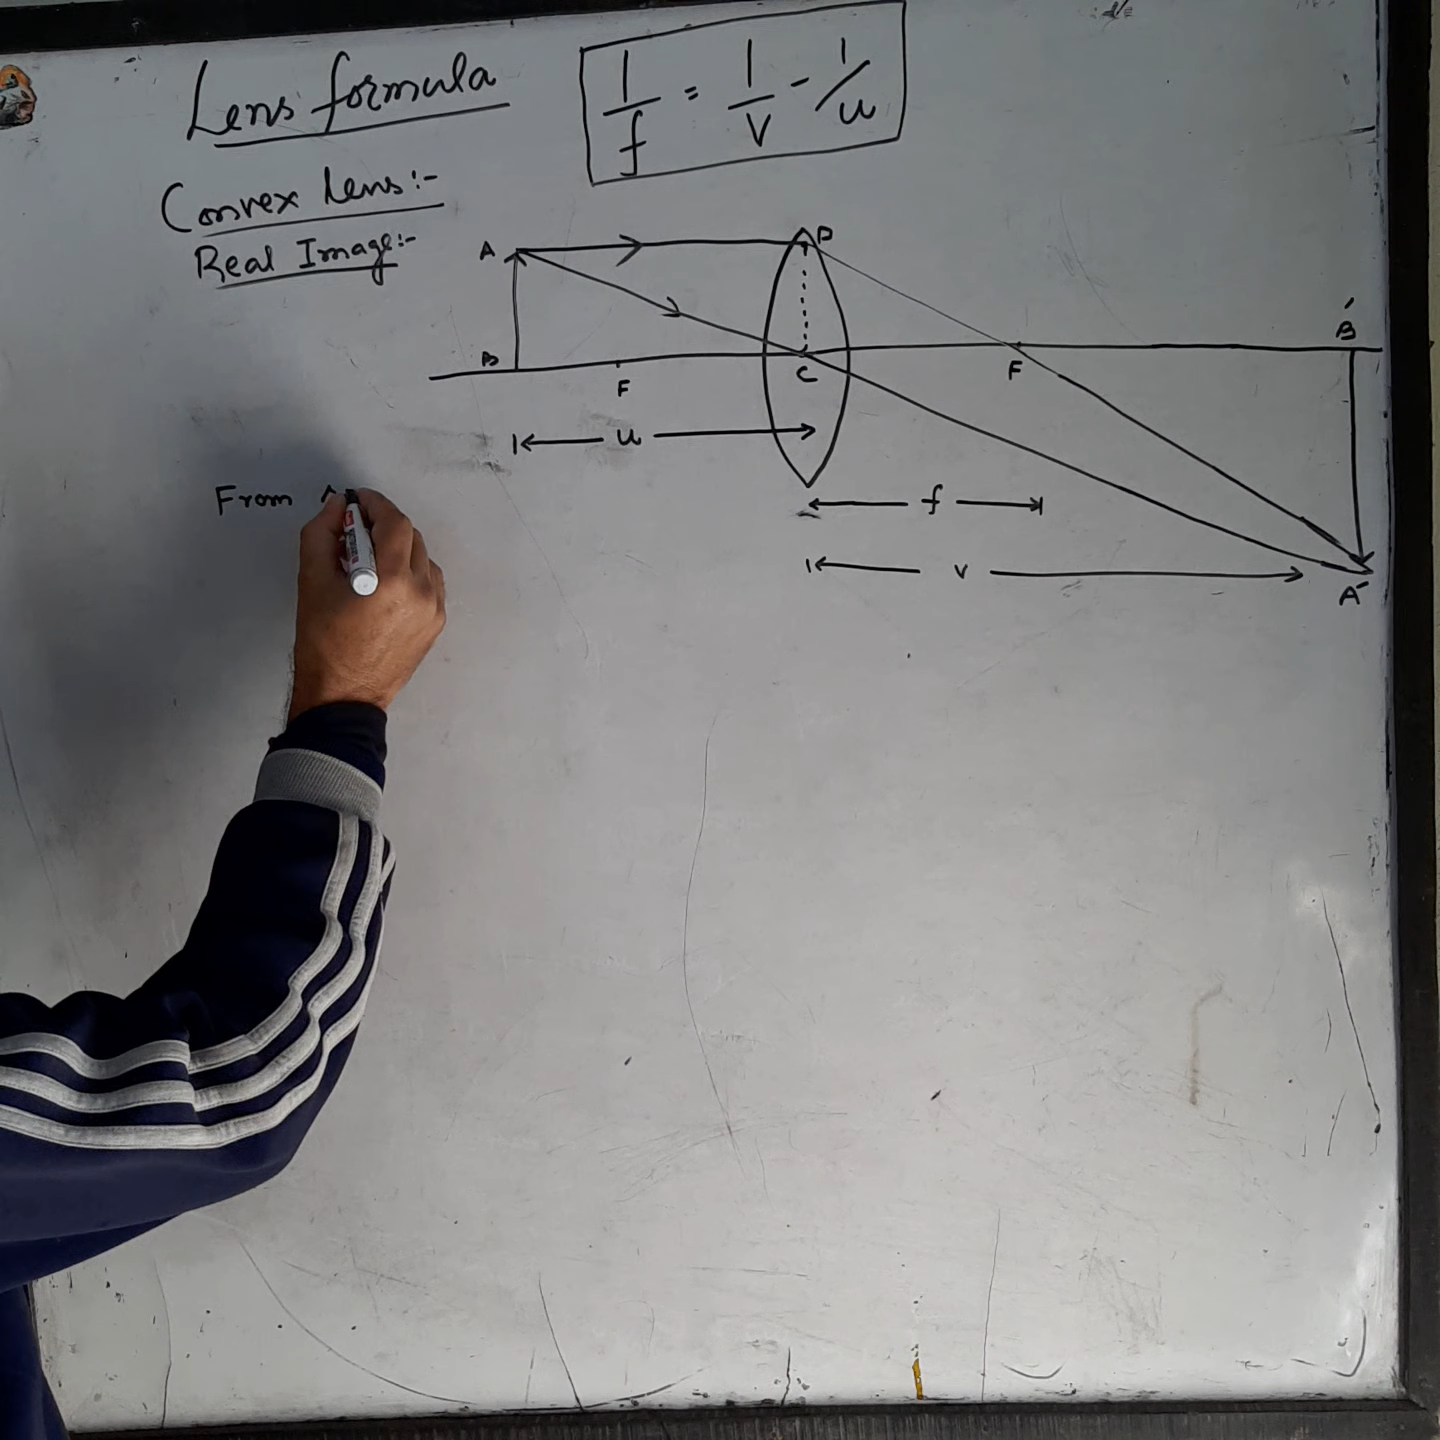 Lens formula
1/f = 1/v - 1/u
Convex lens:-
Real Image:-
A
D
B'
B
F
C
F
u
f
v
A'
From